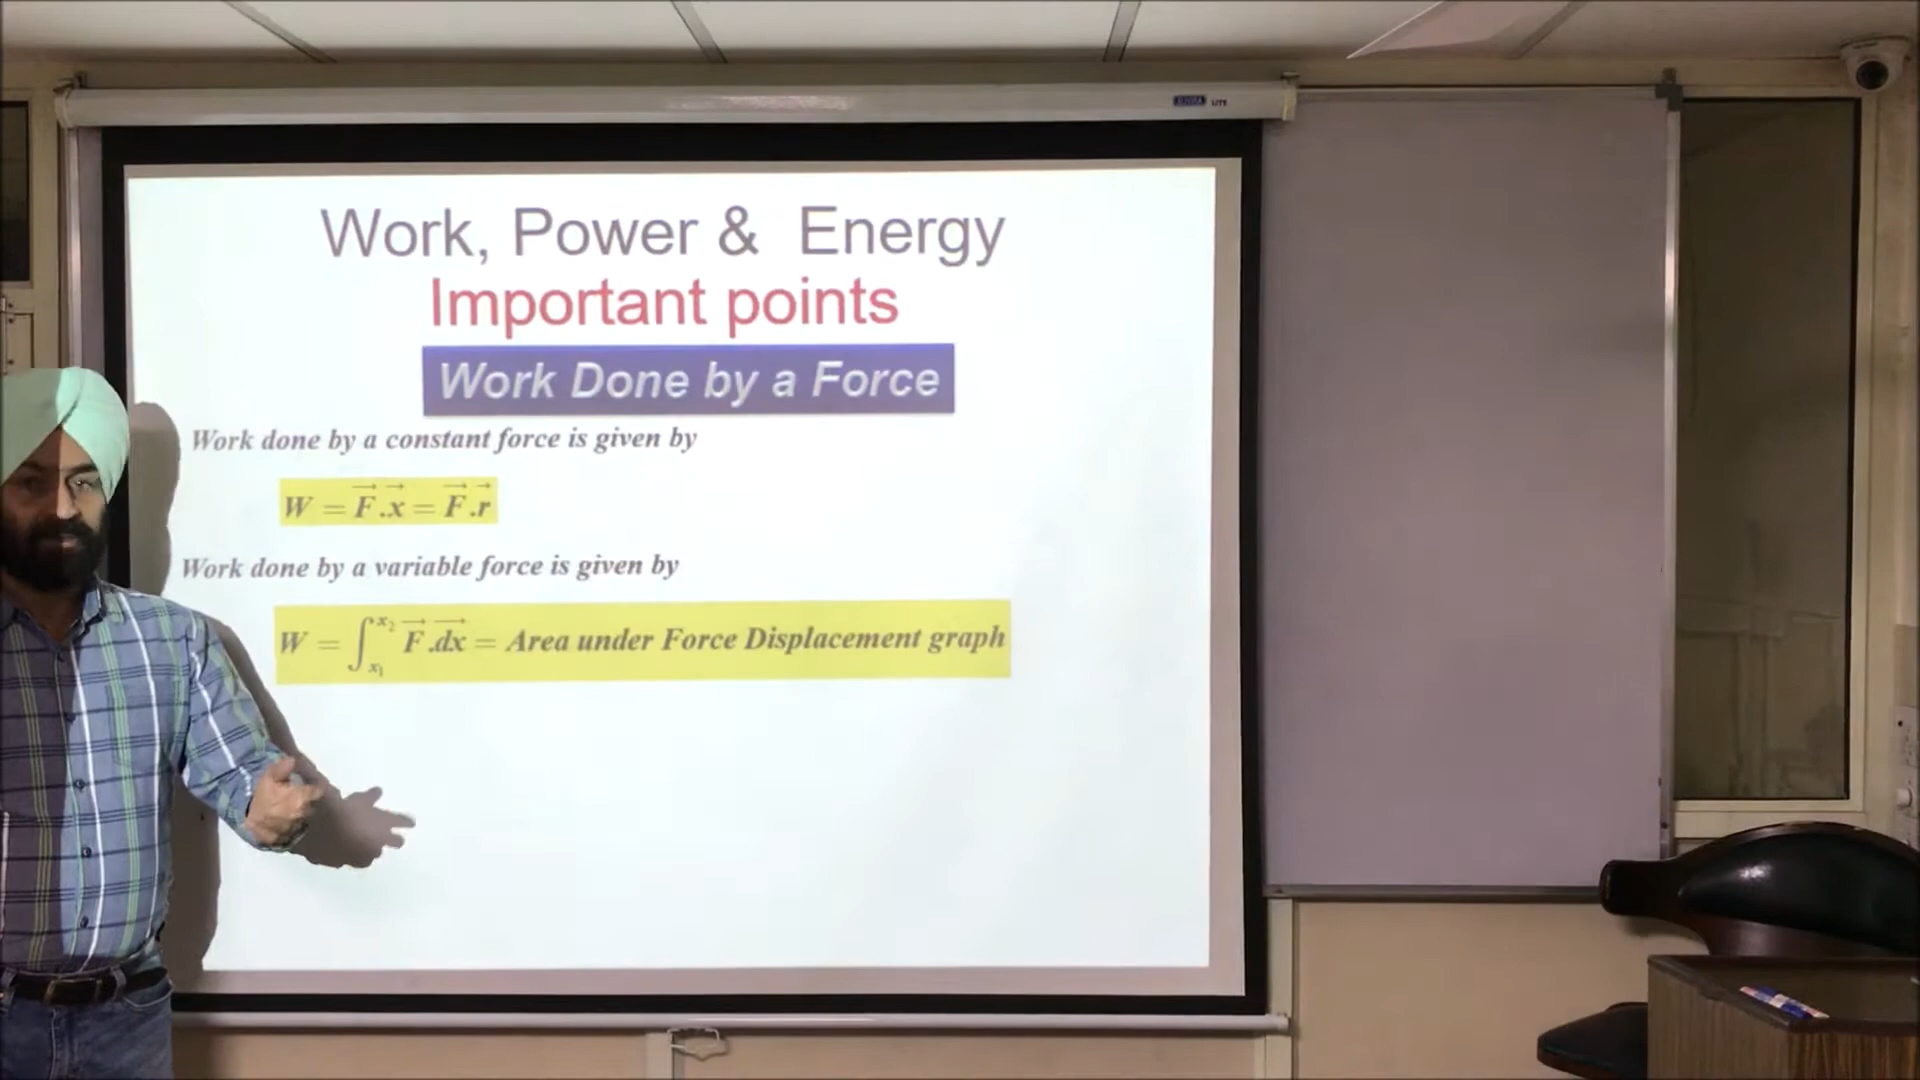 Work, Power & Energy
Important points
Work Done by a Force
Work done by a constant force is given by
W = F⃗.x⃗ = F⃗.r⃗
Work done by a variable force is given by
W = ∫ₓ₁ˣ² F⃗.dx⃗ = Area under Force Displacement graph